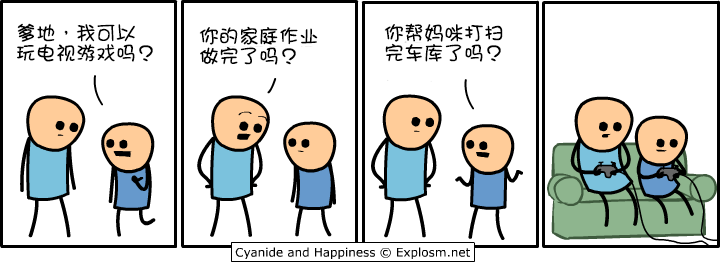 爹地，我可以
玩电视游戏吗？
你的家庭作业
做完了吗？
你帮妈咪打扫
完车库了吗？
Cyanide and Happiness © Explosm.net